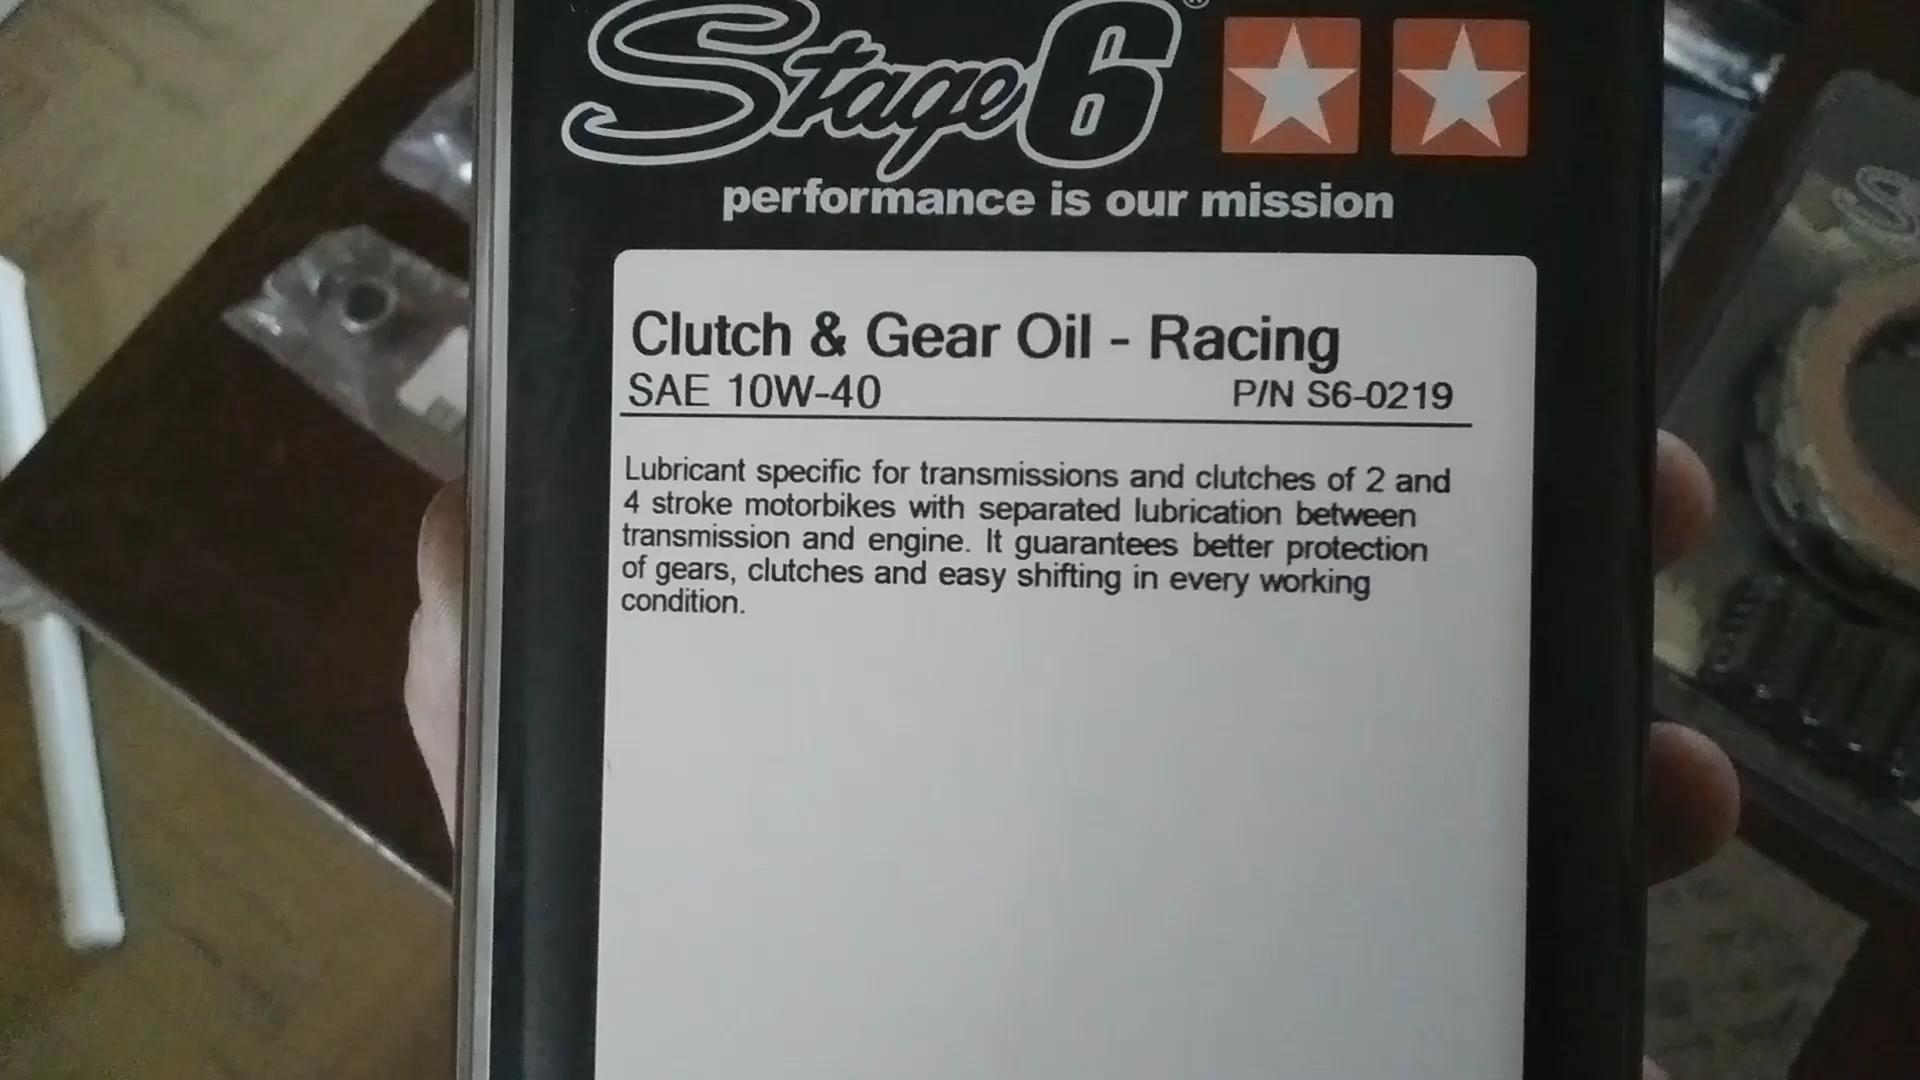 Stage6®
performance is our mission
Clutch & Gear Oil - Racing
SAE 10W-40 P/N S6-0219
Lubricant specific for transmissions and clutches of 2 and
4 stroke motorbikes with separated lubrication between
transmission and engine. It guarantees better protection
of gears, clutches and easy shifting in every working
condition.